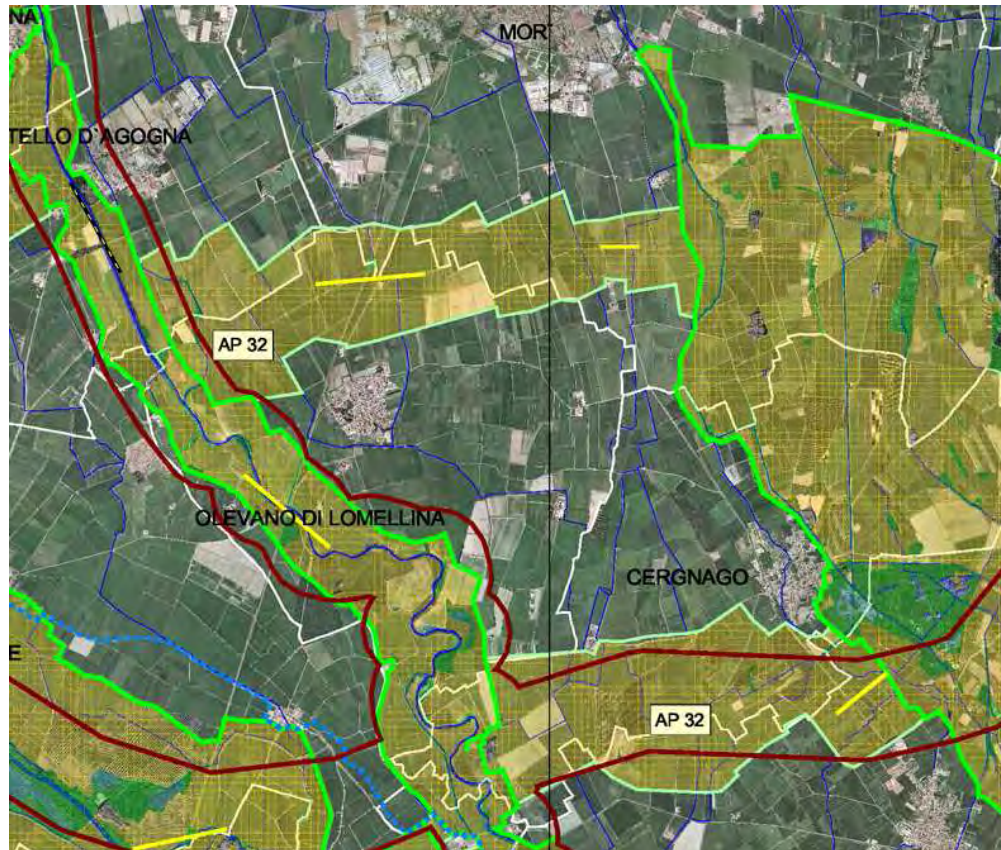 NA
MOR
TELLO D`AGOGNA
AP 32
OLEVANO DI LOMELLINA
CERGNAGO
E
AP 32